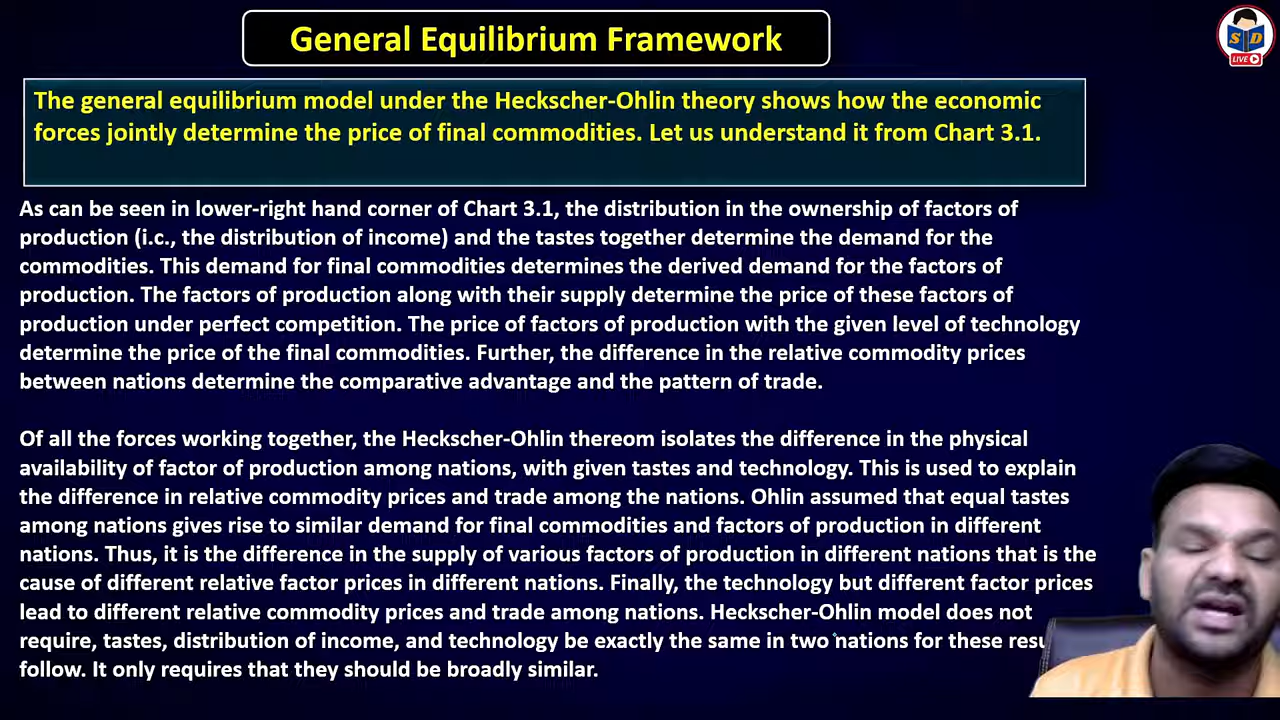 General Equilibrium Framework
S D
LIVE
The general equilibrium model under the Heckscher-Ohlin theory shows how the economic
forces jointly determine the price of final commodities. Let us understand it from Chart 3.1.
As can be seen in lower-right hand corner of Chart 3.1, the distribution in the ownership of factors of
production (i.c., the distribution of income) and the tastes together determine the demand for the
commodities. This demand for final commodities determines the derived demand for the factors of
production. The factors of production along with their supply determine the price of these factors of
production under perfect competition. The price of factors of production with the given level of technology
determine the price of the final commodities. Further, the difference in the relative commodity prices
between nations determine the comparative advantage and the pattern of trade.
Of all the forces working together, the Heckscher-Ohlin thereom isolates the difference in the physical
availability of factor of production among nations, with given tastes and technology. This is used to explain
the difference in relative commodity prices and trade among the nations. Ohlin assumed that equal tastes
among nations gives rise to similar demand for final commodities and factors of production in different
nations. Thus, it is the difference in the supply of various factors of production in different nations that is the
cause of different relative factor prices in different nations. Finally, the technology but different factor prices
lead to different relative commodity prices and trade among nations. Heckscher-Ohlin model does not
require, tastes, distribution of income, and technology be exactly the same in two nations for these
follow. It only requires that they should be broadly similar.